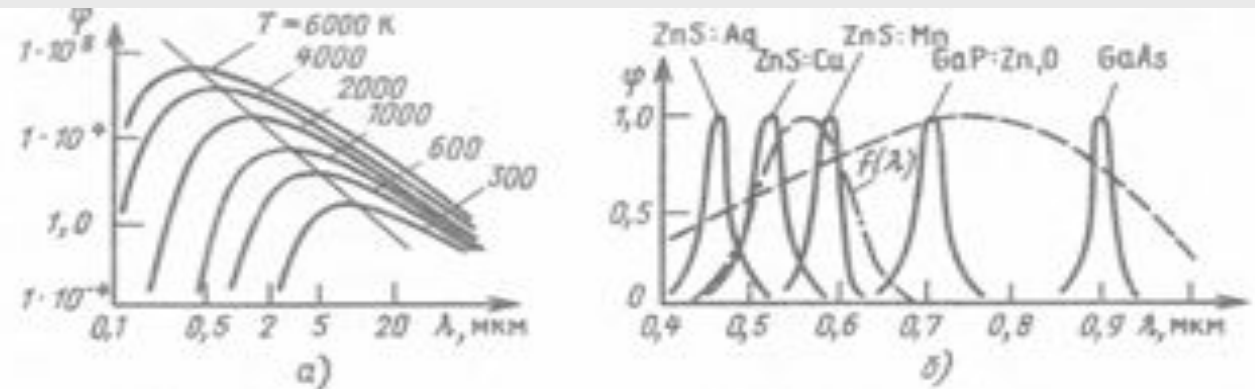 φ
T = 6000 К
1·10⁸
4000
2000
1000
1·10⁴
600
300
1,0
1·10⁻⁴
0,1 0,5 2 5 20 λ, мкм
а)
ZnS:Ag ZnS:Mn
ZnS:Cu GaP:Zn,O GaAs
φ
1,0
f(λ)
0,5
0
0,4 0,5 0,6 0,7 0,8 0,9 λ, мкм
б)